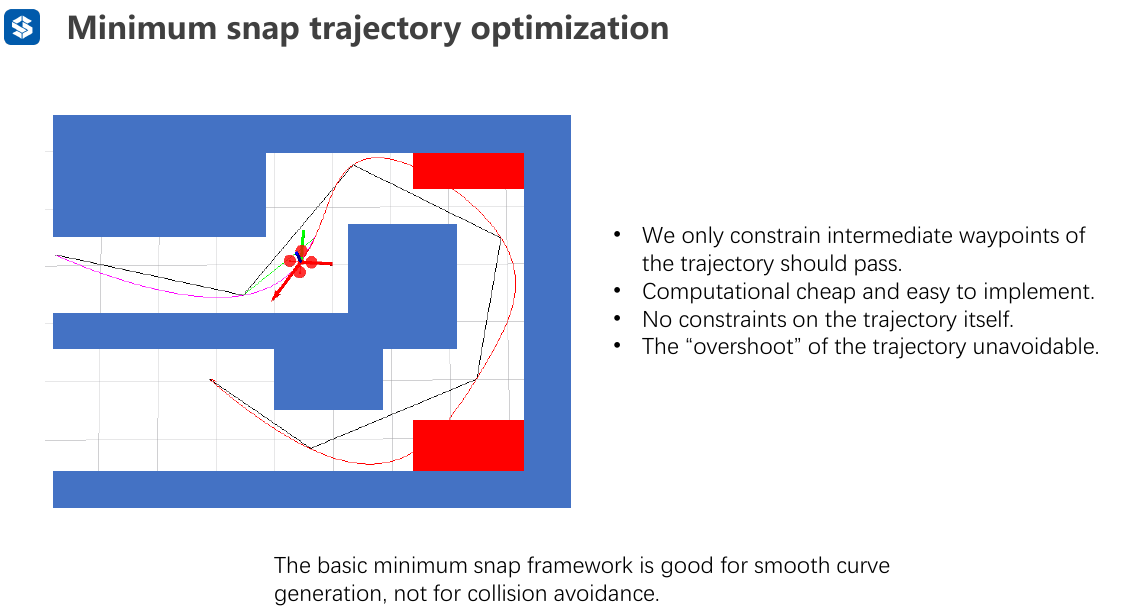 Minimum snap trajectory optimization
• We only constrain intermediate waypoints of
the trajectory should pass.
• Computational cheap and easy to implement.
• No constraints on the trajectory itself.
• The “overshoot” of the trajectory unavoidable.
The basic minimum snap framework is good for smooth curve
generation, not for collision avoidance.